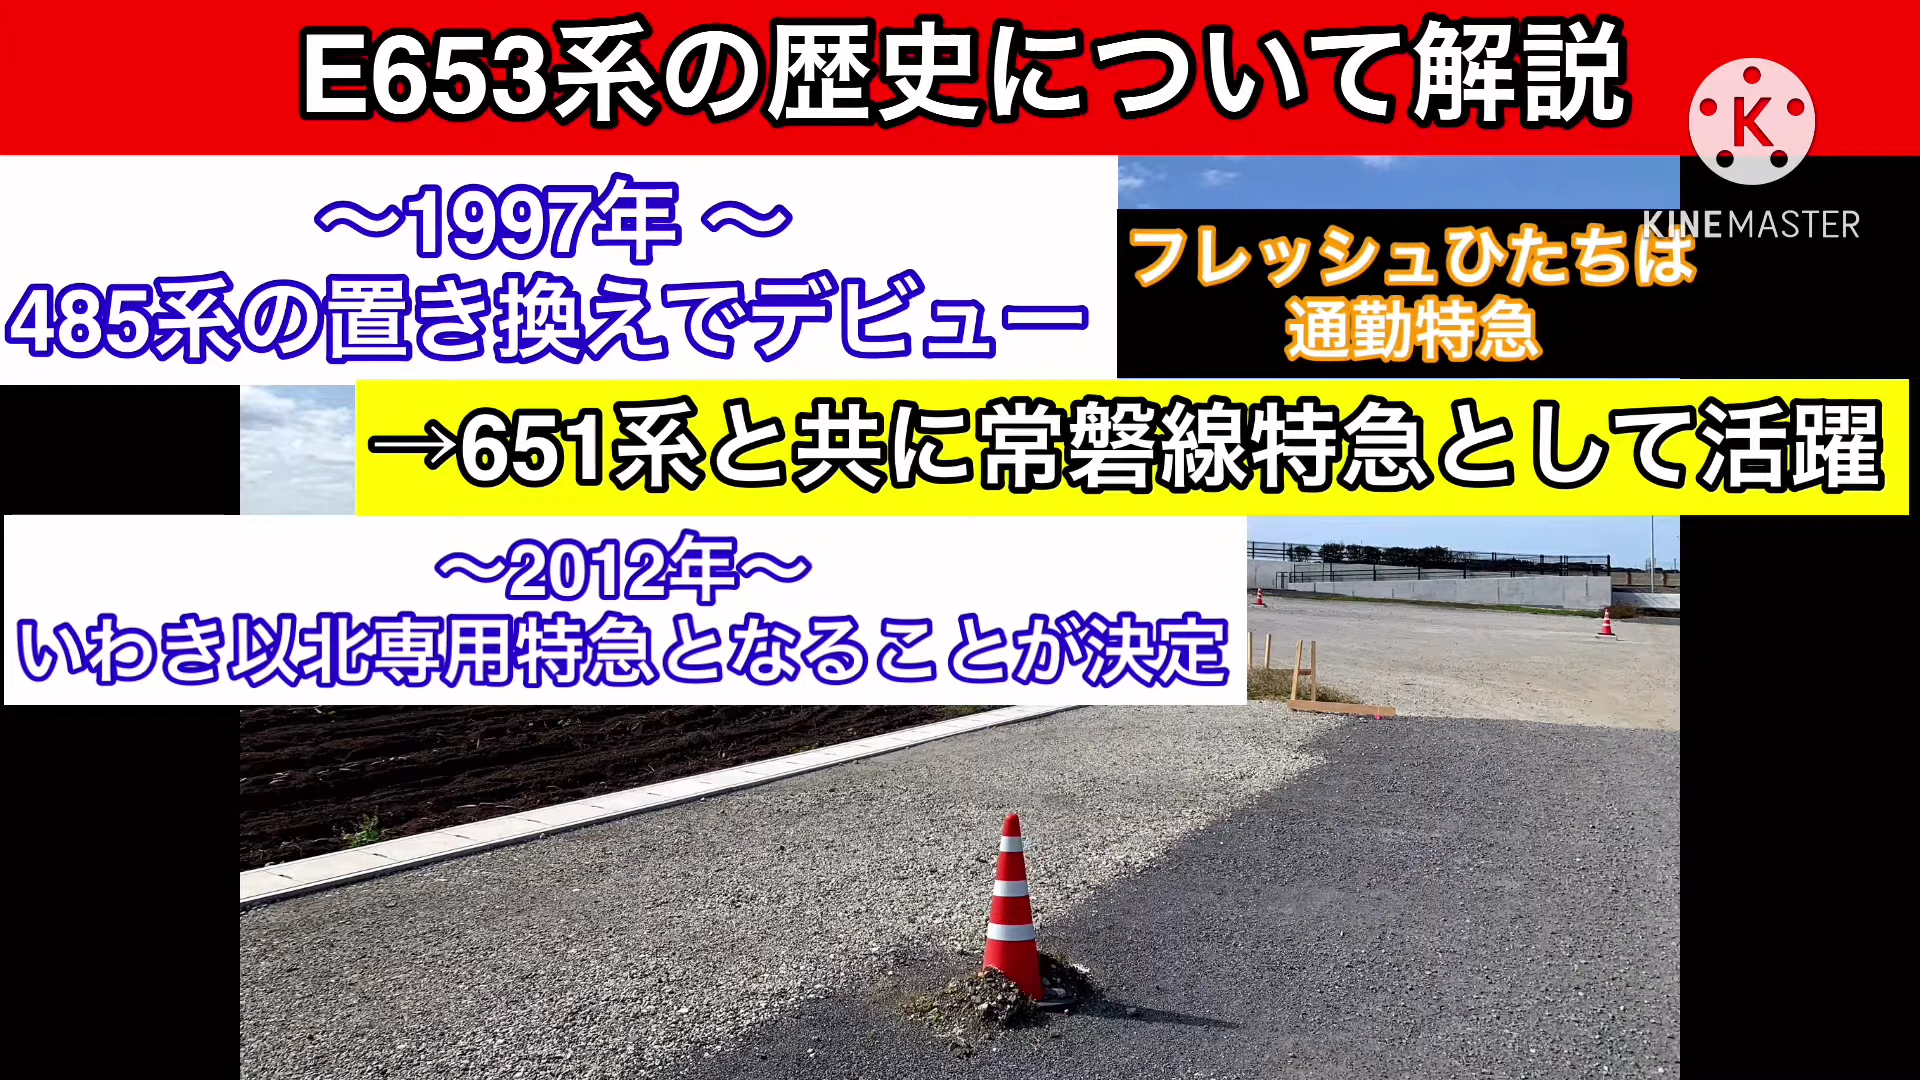 E653系の歴史について解説
K
KINEMASTER
〜1997年 〜
485系の置き換えでデビュー
フレッシュひたちは
通勤特急
→651系と共に常磐線特急として活躍
〜2012年〜
いわき以北専用特急となることが決定